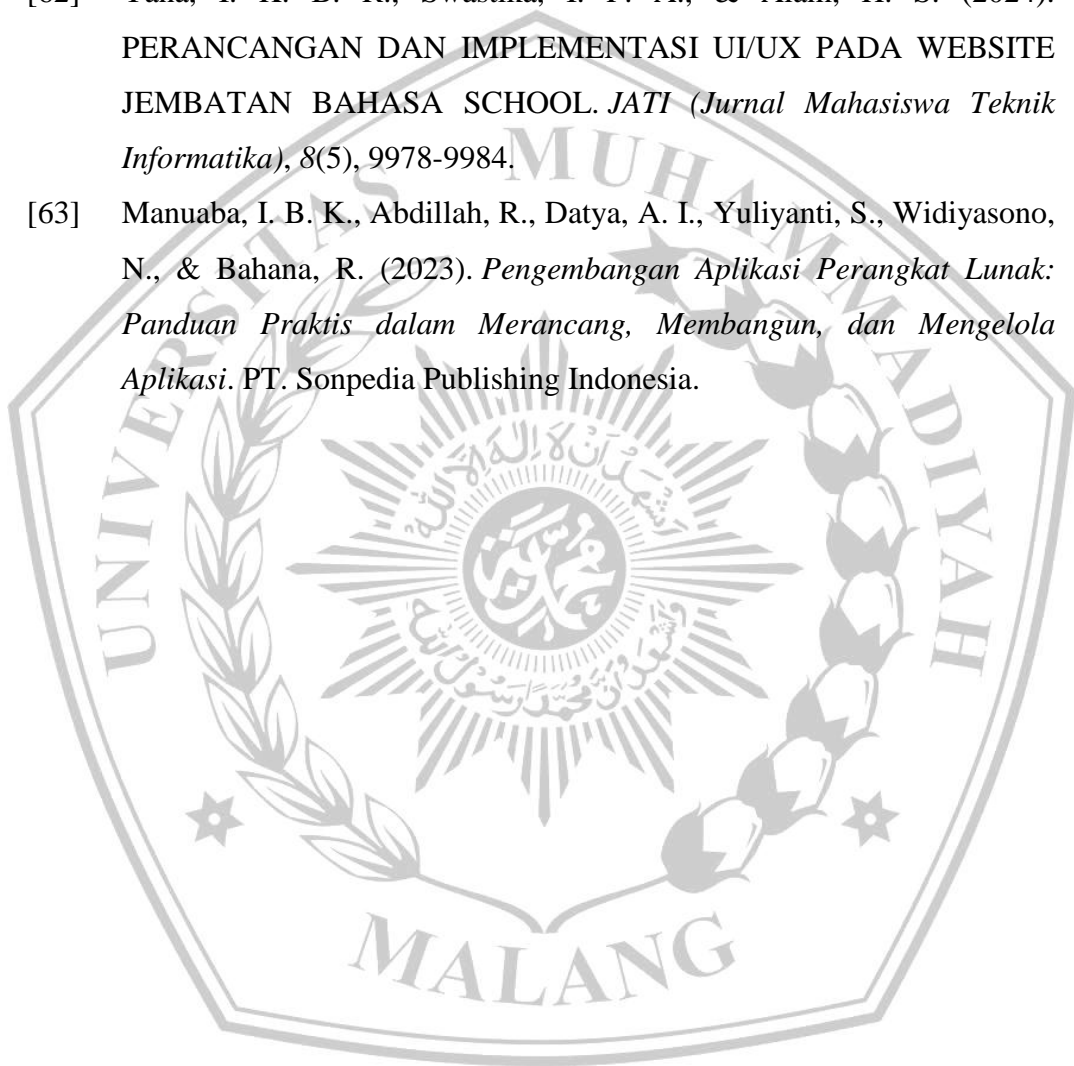 PERANCANGAN DAN IMPLEMENTASI UI/UX PADA WEBSITE
JEMBATAN BAHASA SCHOOL. JATI (Jurnal Mahasiswa Teknik
Informatika), 8(5), 9978-9984.
[63] Manuaba, I. B. K., Abdillah, R., Datya, A. I., Yuliyanti, S., Widiyasono,
N., & Bahana, R. (2023). Pengembangan Aplikasi Perangkat Lunak:
Panduan Praktis dalam Merancang, Membangun, dan Mengelola
Aplikasi. PT. Sonpedia Publishing Indonesia.
UNIVERSITAS MUHAMMADIYAH
MALANG